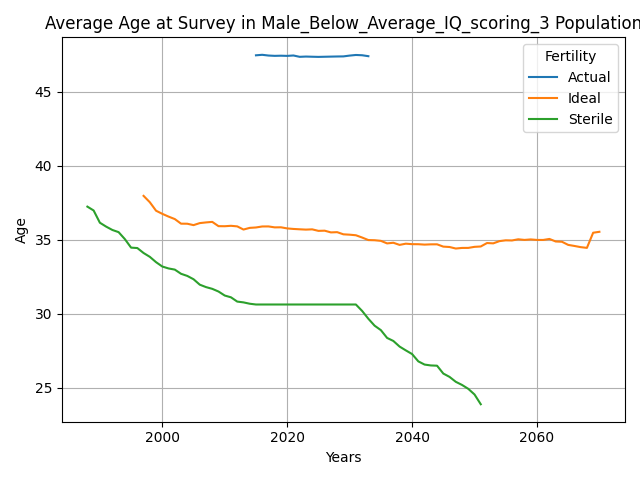 Average Age at Survey in Male_Below_Average_IQ_scoring_3 Population
Fertility
Actual
Ideal
Sterile
45
40
35
30
25
Age
2000
2020
2040
2060
Years